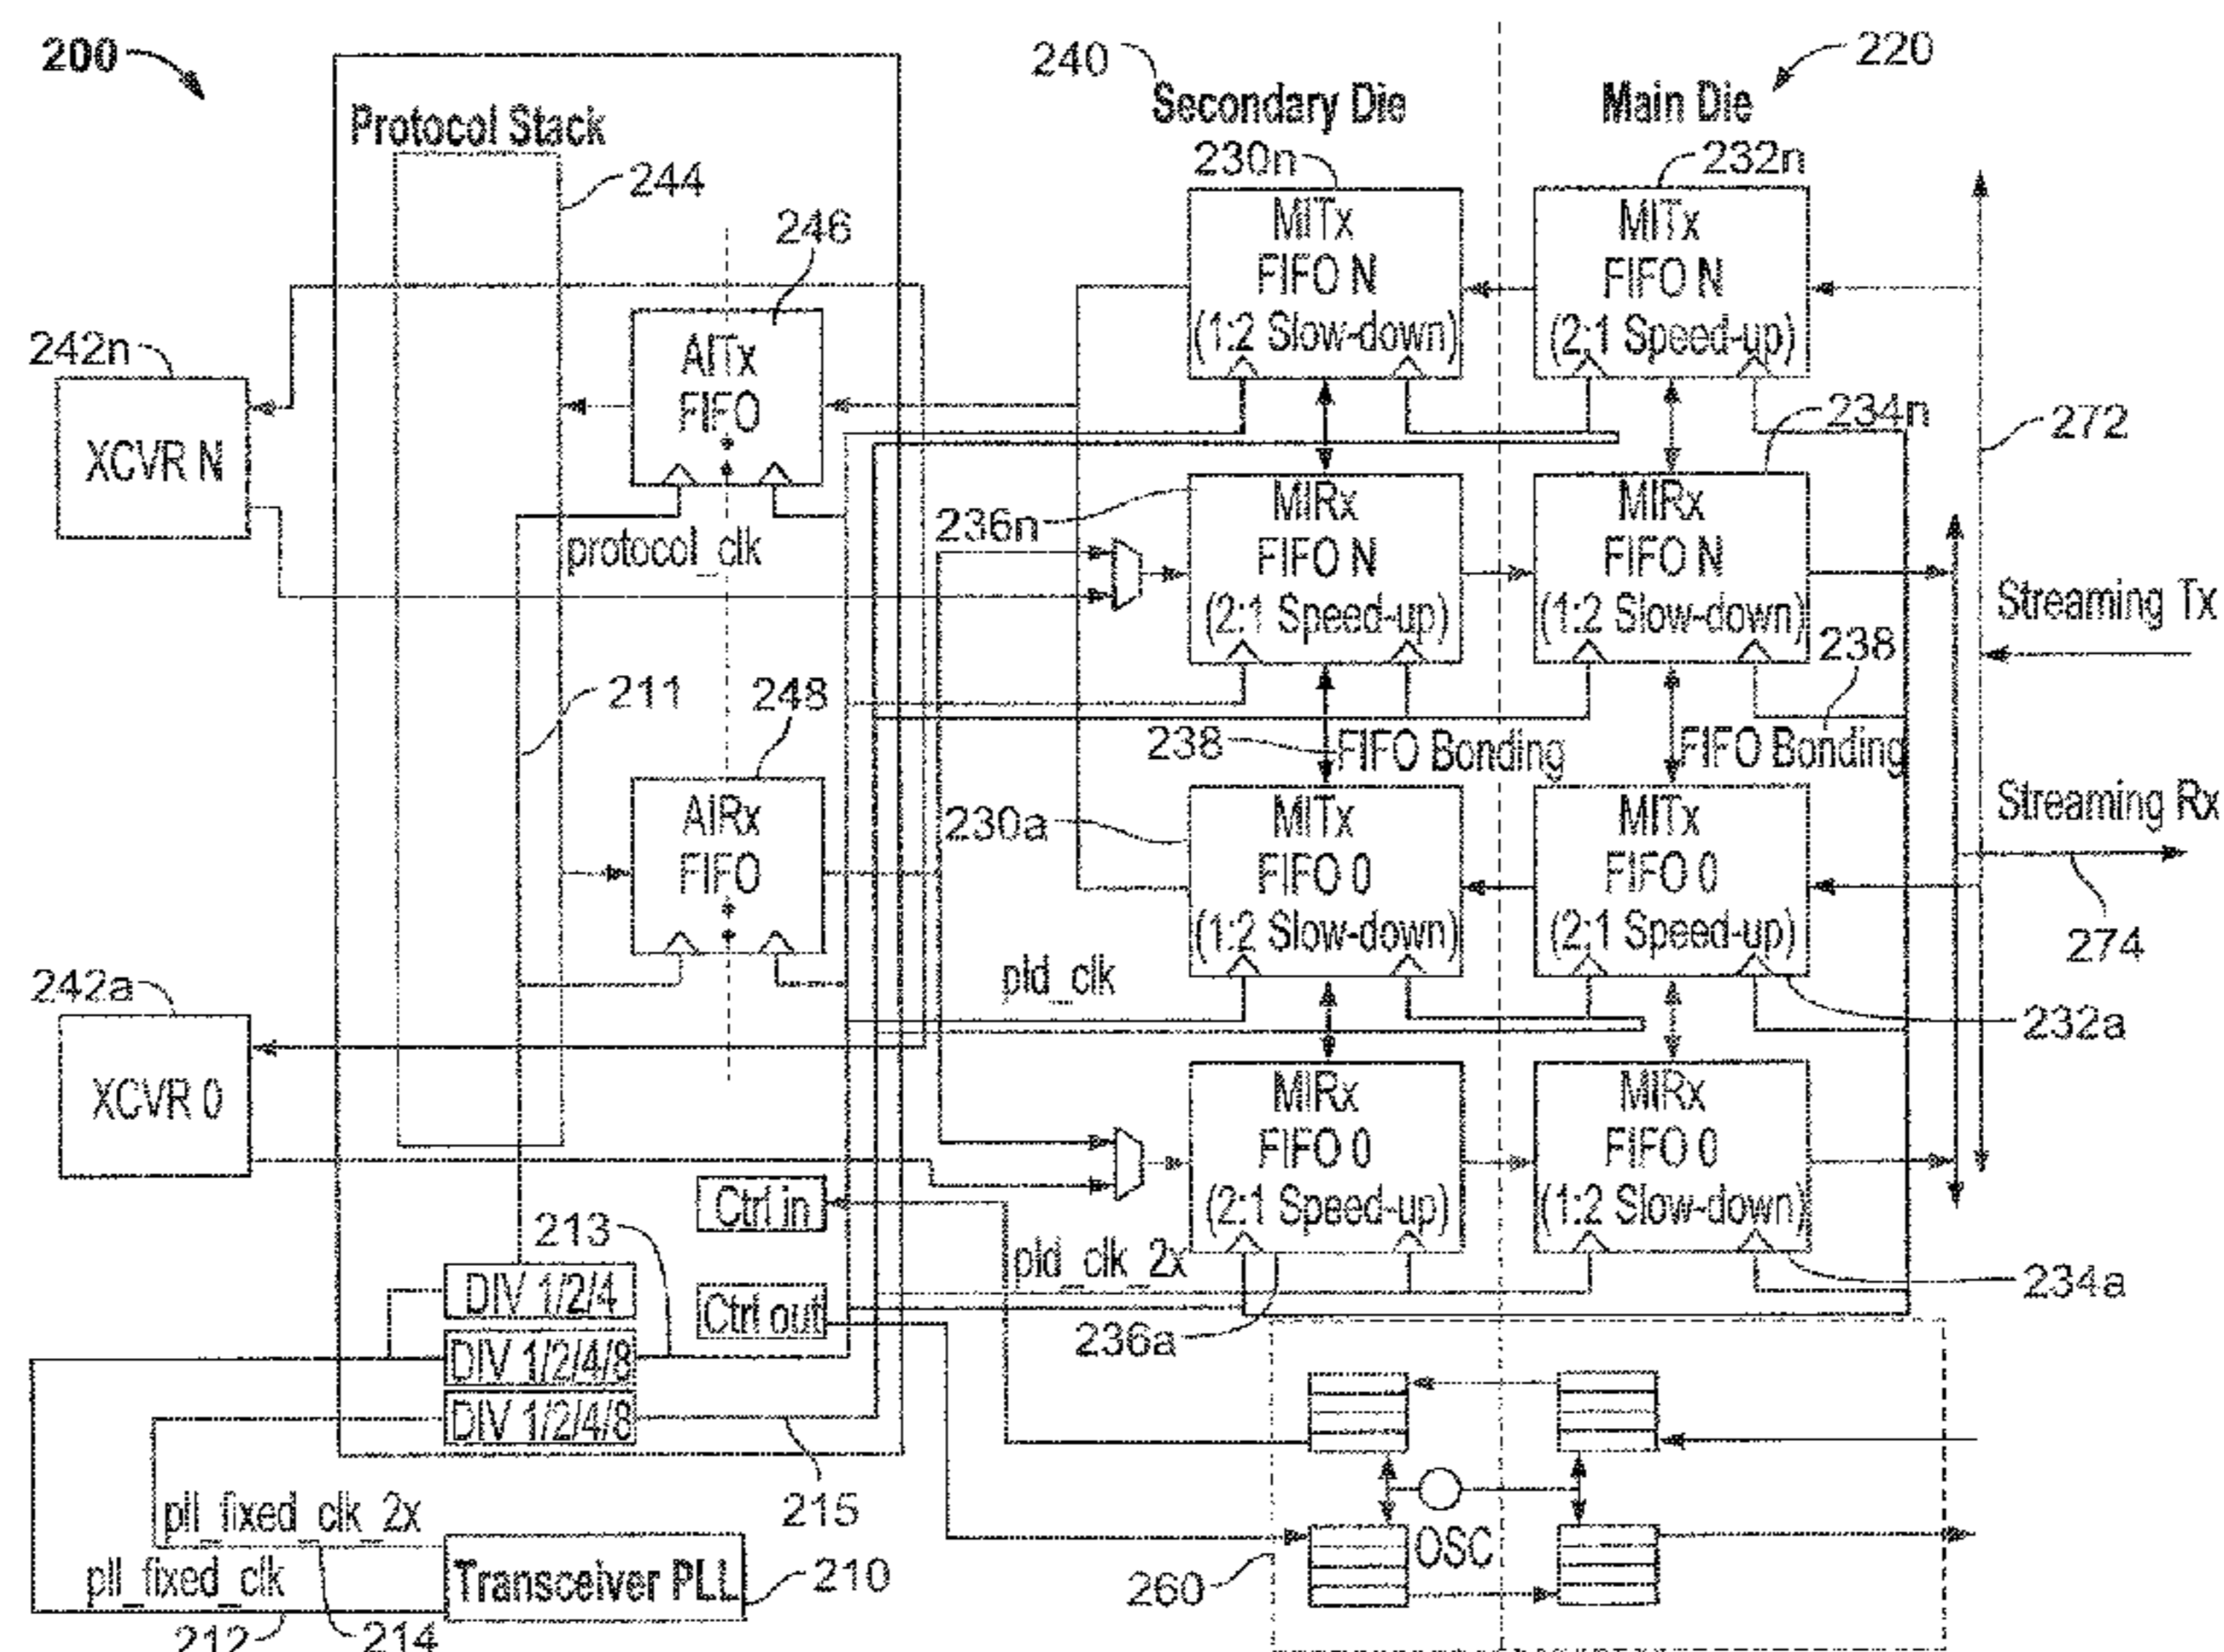 200
240
220
Secondary Die
Main Die
Protocol Stack
230n
232n
244
MITx
FIFO N
(1:2 Slow-down)
MITx
FIFO N
(2:1 Speed-up)
246
242n
AITx
FIFO
XCVR N
234n
272
236n
MIRx
FIFO N
(2:1 Speed-up)
MIRx
FIFO N
(1:2 Slow-down)
protocol_clk
Streaming Tx
238
211
248
238
FIFO Bonding
FIFO Bonding
Streaming Rx
AIRx
FIFO
230a
MITx
FIFO 0
(1:2 Slow-down)
MITx
FIFO 0
(2:1 Speed-up)
274
242a
pld_clk
232a
XCVR 0
MIRx
FIFO 0
(2:1 Speed-up)
MIRx
FIFO 0
(1:2 Slow-down)
Ctrl in
213
pld_clk_2x
DIV 1/2/4
Ctrl out
234a
236a
DIV 1/2/4/8
DIV 1/2/4/8
215
pll_fixed_clk_2x
OSC
pll_fixed_clk
Transceiver PLL
210
260
212
214